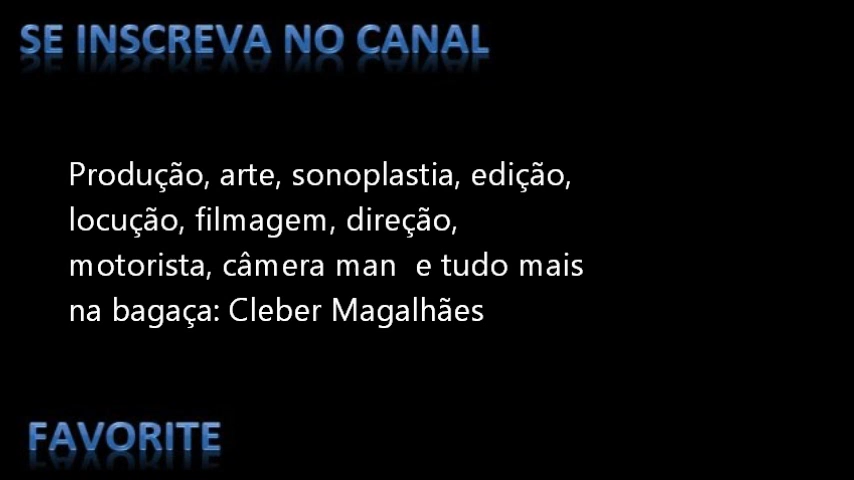 SE INSCREVA NO CANAL
Produção, arte, sonoplastia, edição,
locução, filmagem, direção,
motorista, câmera man  e tudo mais
na bagaça: Cleber Magalhães
FAVORITE